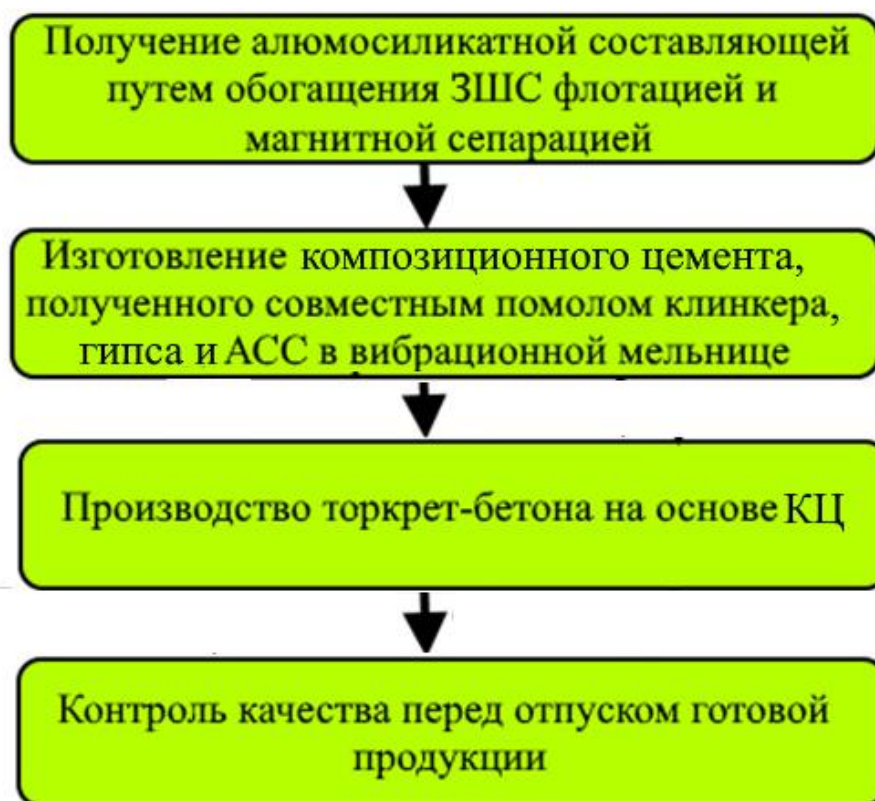 Получение алюмосиликатной составляющей
путем обогащения ЗШС флотацией и
магнитной сепарацией
Изготовление композиционного цемента,
полученного совместным помолом клинкера,
гипса и АСС в вибрационной мельнице
Производство торкрет-бетона на основе КЦ
Контроль качества перед отпуском готовой
продукции